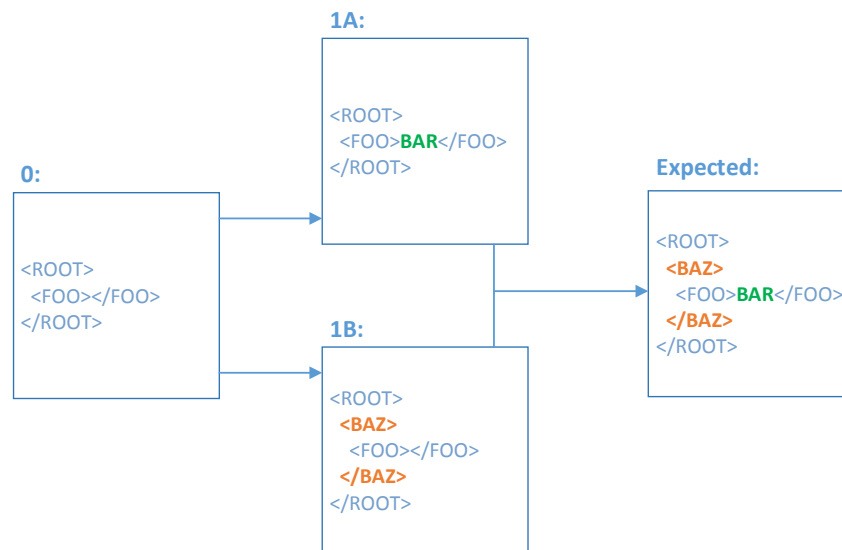 0:
<ROOT>
<FOO></FOO>
</ROOT>
1A:
<ROOT>
<FOO>BAR</FOO>
</ROOT>
1B:
<ROOT>
<BAZ>
<FOO></FOO>
</BAZ>
</ROOT>
Expected:
<ROOT>
<BAZ>
<FOO>BAR</FOO>
</BAZ>
</ROOT>